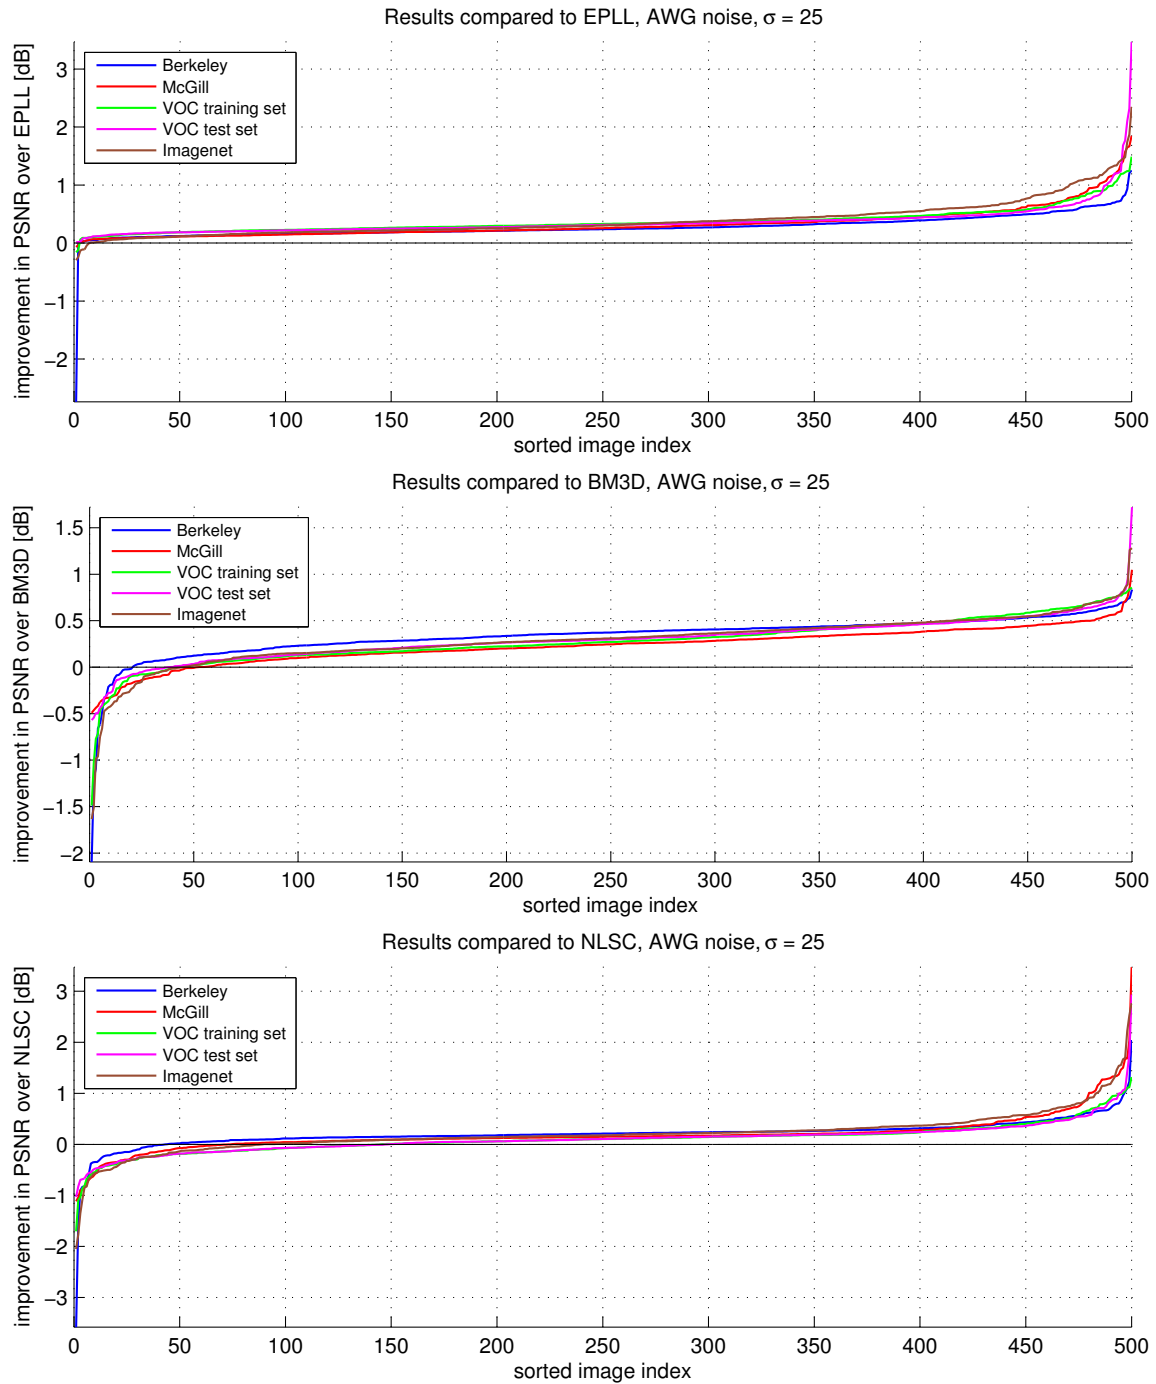 Results compared to EPLL, AWG noise, σ = 25
improvement in PSNR over EPLL [dB]
3
2
1
0
−1
−2
Berkeley
McGill
VOC training set
VOC test set
Imagenet
0 50 100 150 200 250 300 350 400 450 500
sorted image index
Results compared to BM3D, AWG noise, σ = 25
improvement in PSNR over BM3D [dB]
1.5
1
0.5
0
−0.5
−1
−1.5
−2
Berkeley
McGill
VOC training set
VOC test set
Imagenet
0 50 100 150 200 250 300 350 400 450 500
sorted image index
Results compared to NLSC, AWG noise, σ = 25
improvement in PSNR over NLSC [dB]
3
2
1
0
−1
−2
−3
Berkeley
McGill
VOC training set
VOC test set
Imagenet
0 50 100 150 200 250 300 350 400 450 500
sorted image index